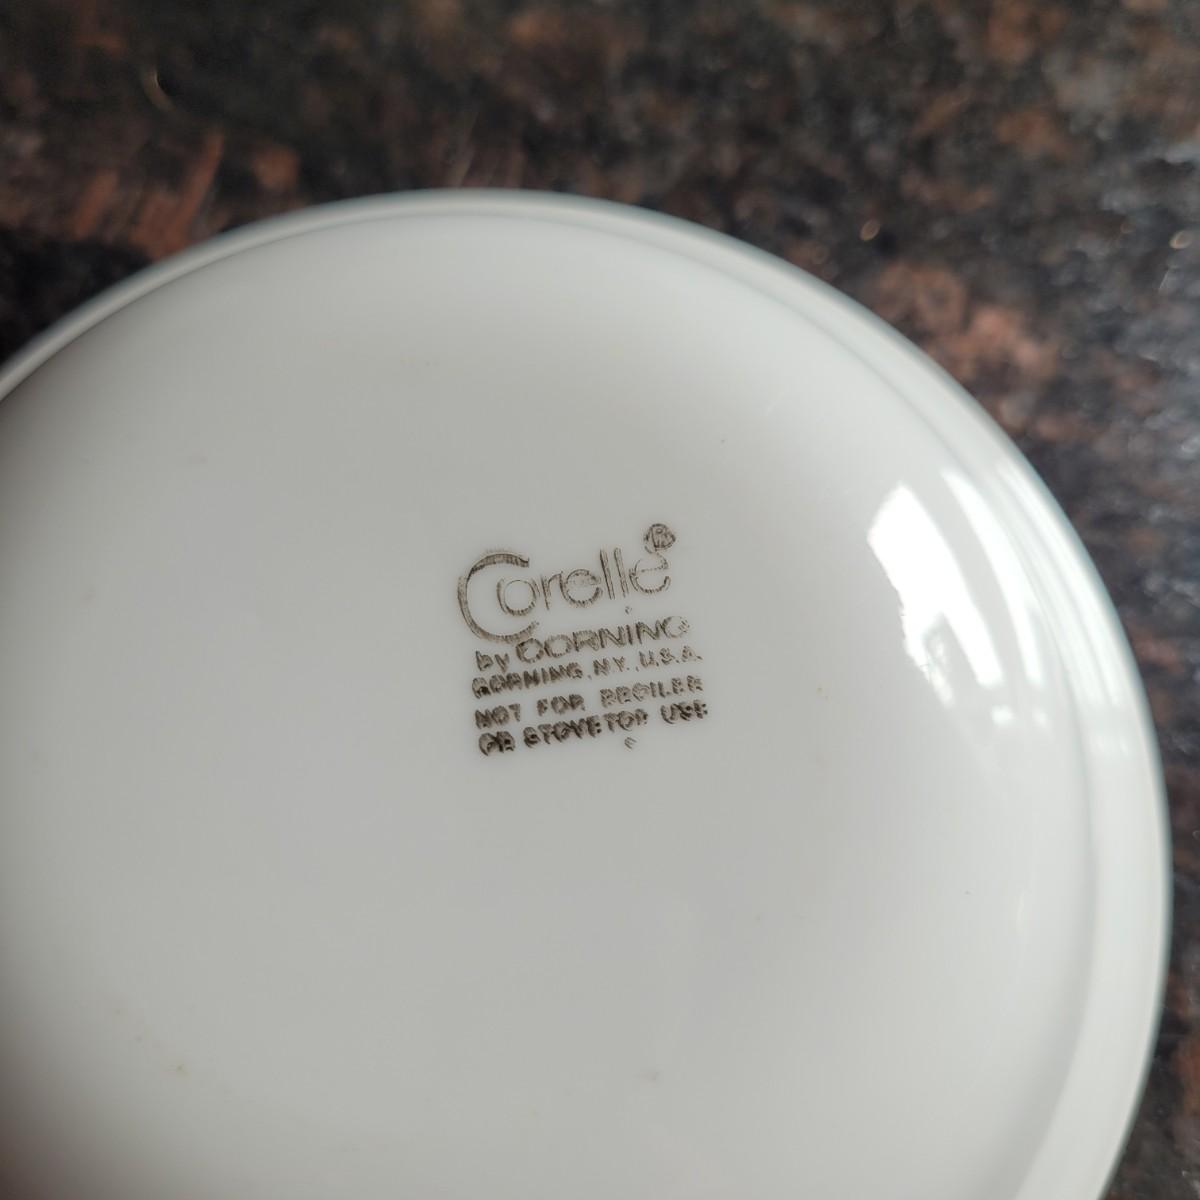 Corelle®
by CORNING
CORNING, N.Y., U.S.A.
NOT FOR BROILER
OR STOVETOP USE
c